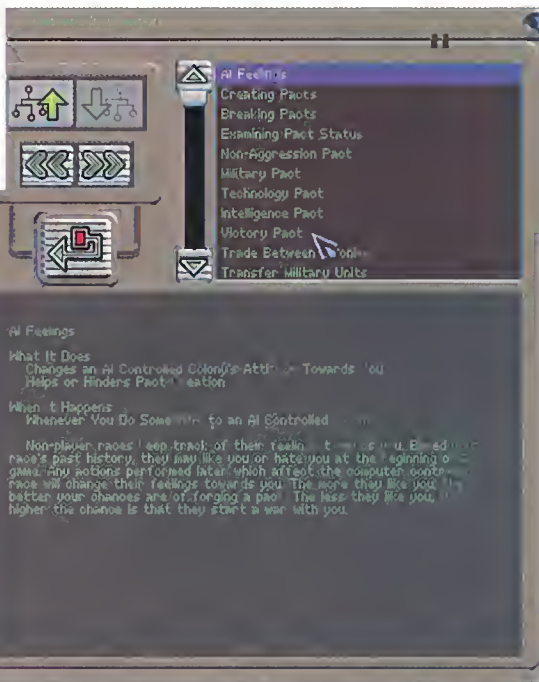 AI Feelings
Creating Pacts
Breaking Pacts
Examining Pact Status
Non-Aggression Pact
Military Pact
Technology Pact
Intelligence Pact
Victory Pact
Trade Between
Transfer Military Units
AI Feelings
What It Does
Changes an AI Controlled Colony's Towards
Helps or Hinders Pact
When It Happens
Whenever You Do to an AI Controlled
Non-player races keep track of their Based
race's past history, they may like you or hate you at the beginning
game. Any actions performed later which affect the computer
race will change their feelings towards you. The more they like you,
better your chances are of forging a The less they like you,
higher the chance is that they start a war with you.